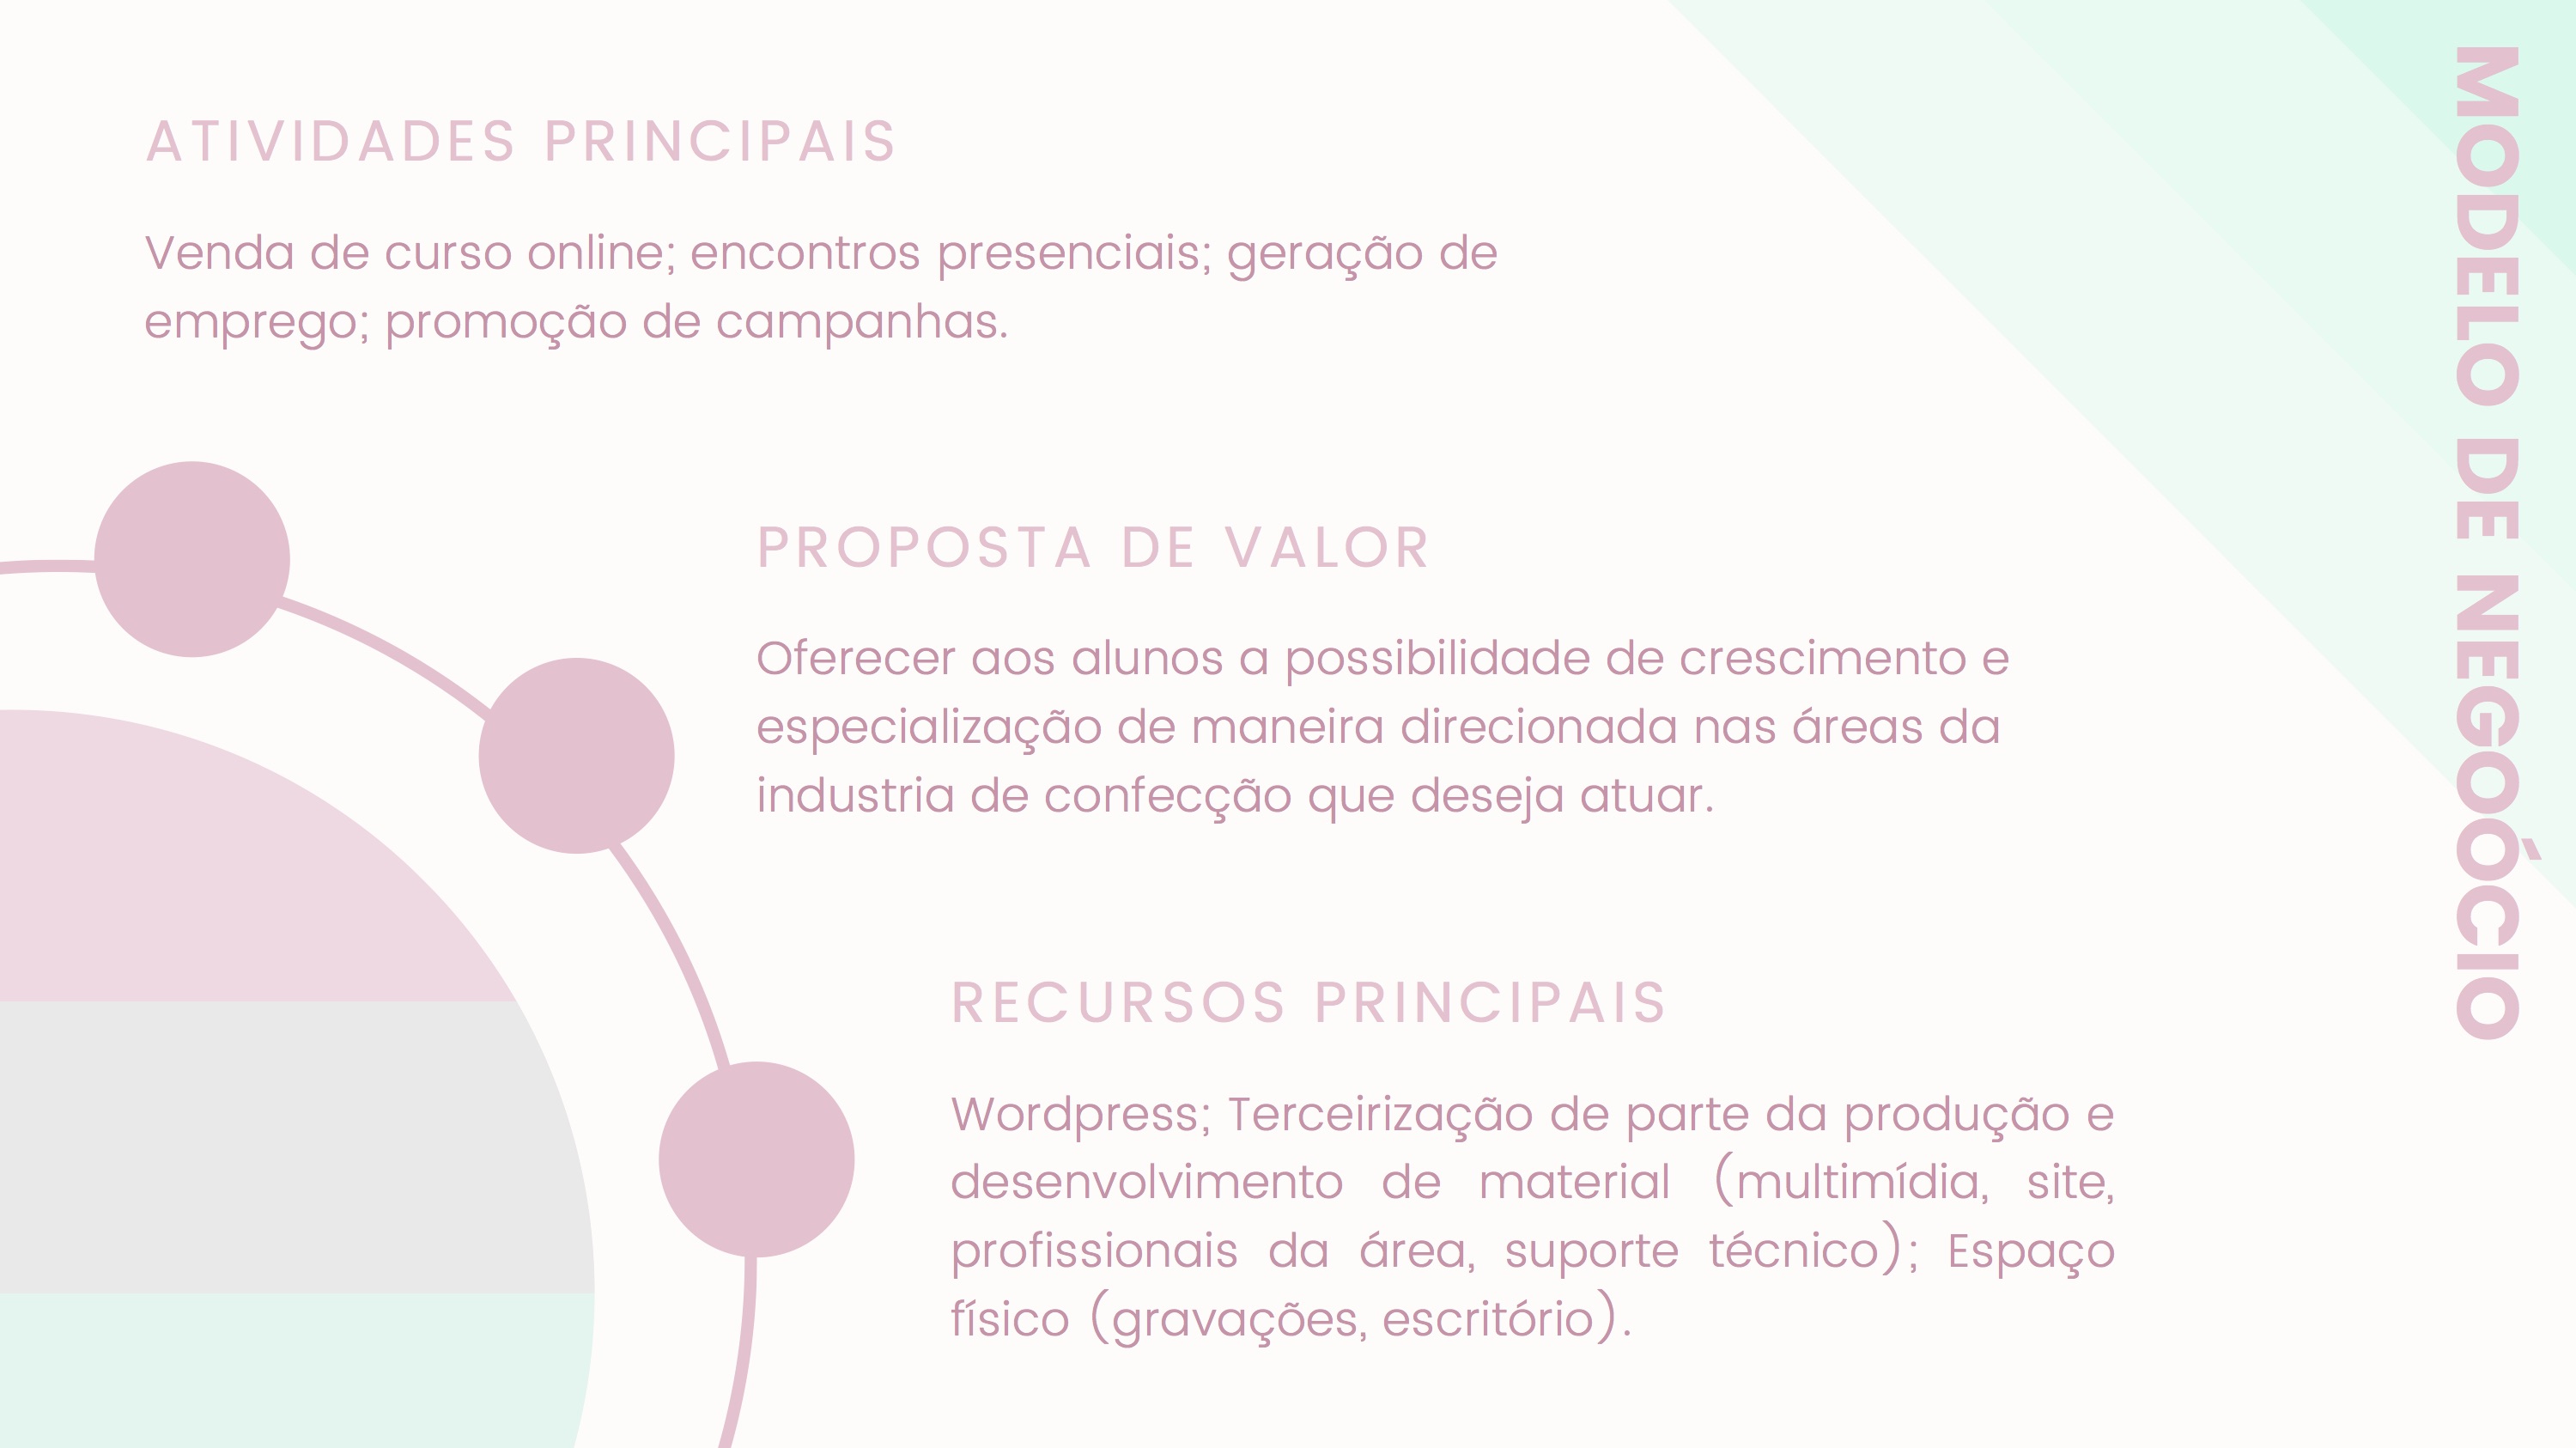 ATIVIDADES PRINCIPAIS
Venda de curso online; encontros presenciais; geração de
emprego; promoção de campanhas.
PROPOSTA DE VALOR
Oferecer aos alunos a possibilidade de crescimento e
especialização de maneira direcionada nas áreas da
industria de confecção que deseja atuar.
RECURSOS PRINCIPAIS
Wordpress; Terceirização de parte da produção e
desenvolvimento de material (multimídia, site,
profissionais da área, suporte técnico); Espaço
físico (gravações, escritório).
MODELO DE NEGOÓCIO